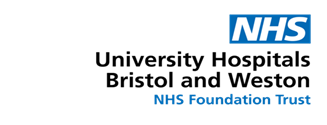 NHS
University Hospitals
Bristol and Weston
NHS Foundation Trust